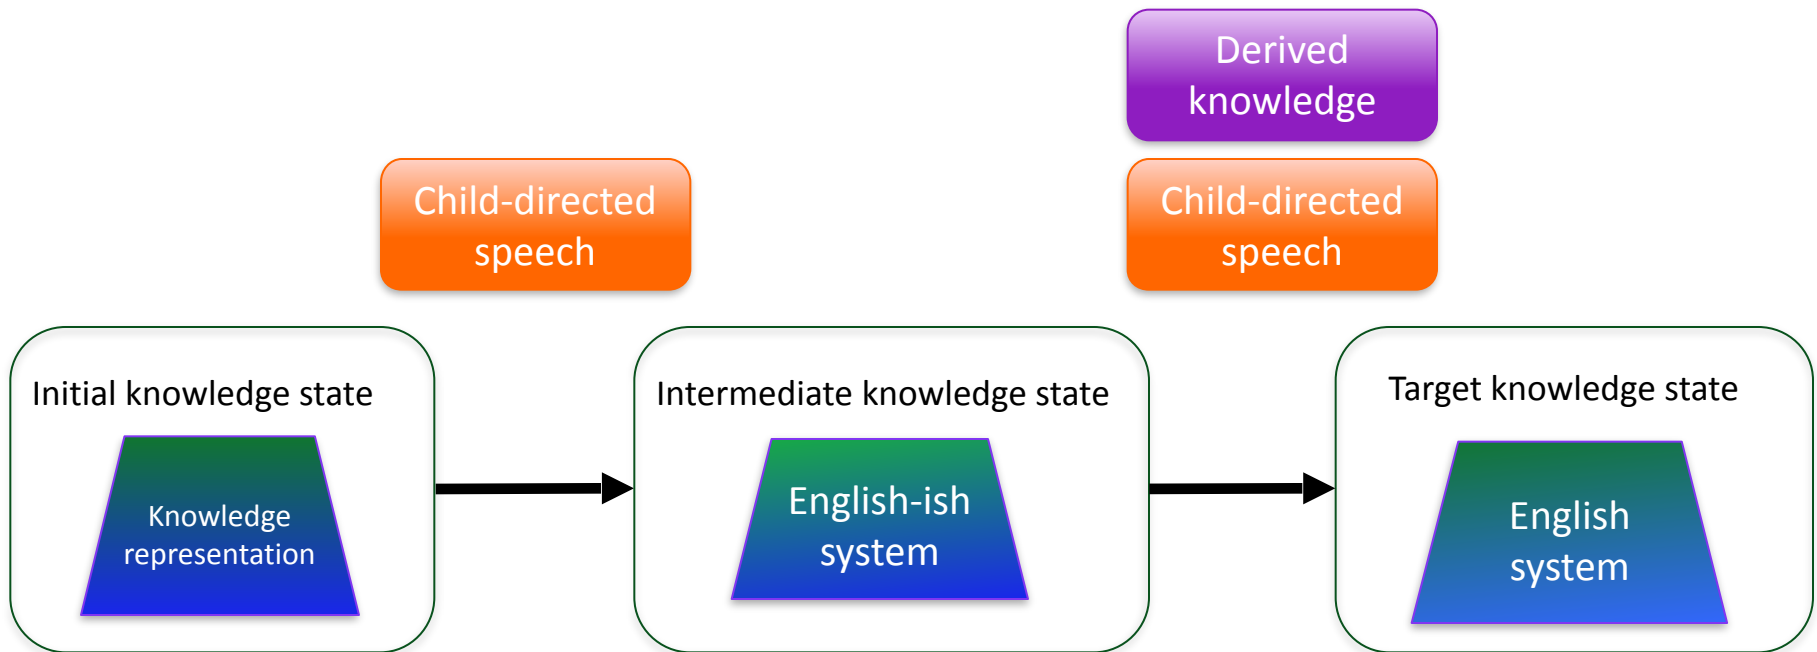 Derived
knowledge
Child-directed
speech
Child-directed
speech
Initial knowledge state
Knowledge
representation
Intermediate knowledge state
English-ish
system
Target knowledge state
English
system